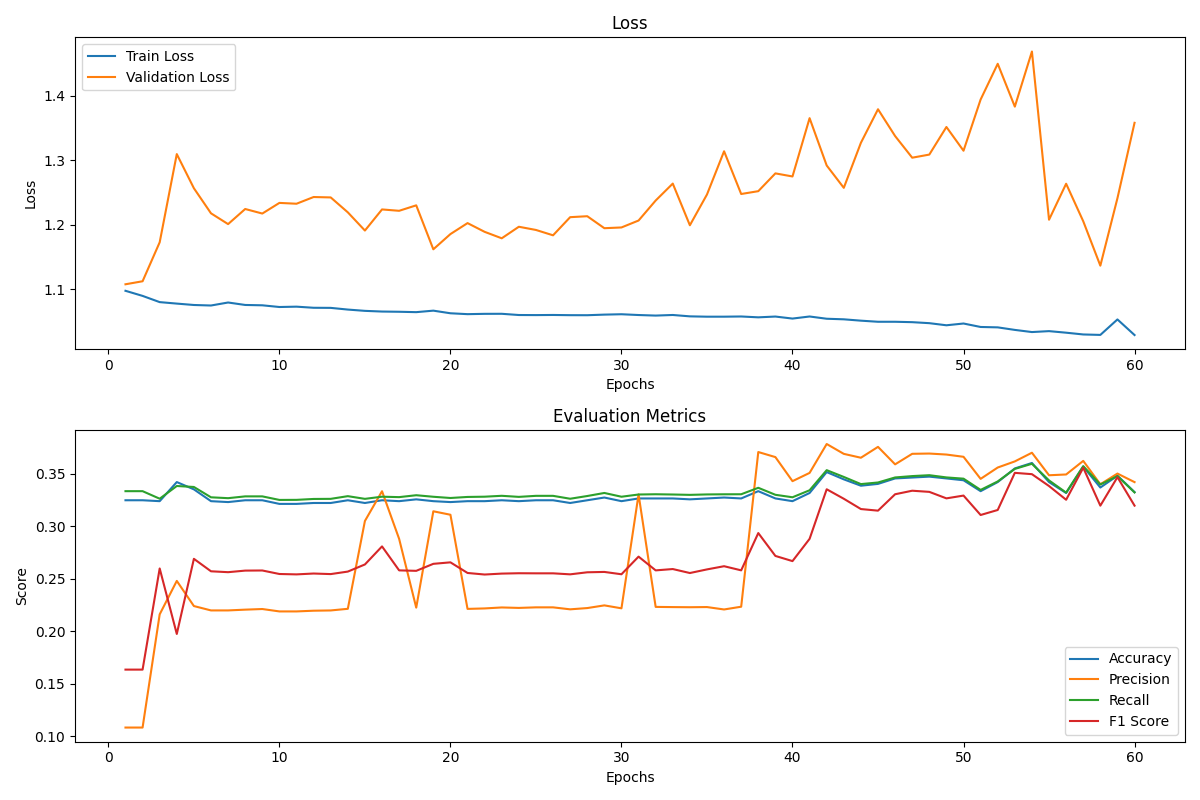 Loss
Train Loss
Validation Loss
1.4
1.3
1.2
1.1
Loss
0 10 20 30 40 50 60
Epochs
Evaluation Metrics
0.35
0.30
0.25
0.20
0.15
0.10
Score
Accuracy
Precision
Recall
F1 Score
0 10 20 30 40 50 60
Epochs